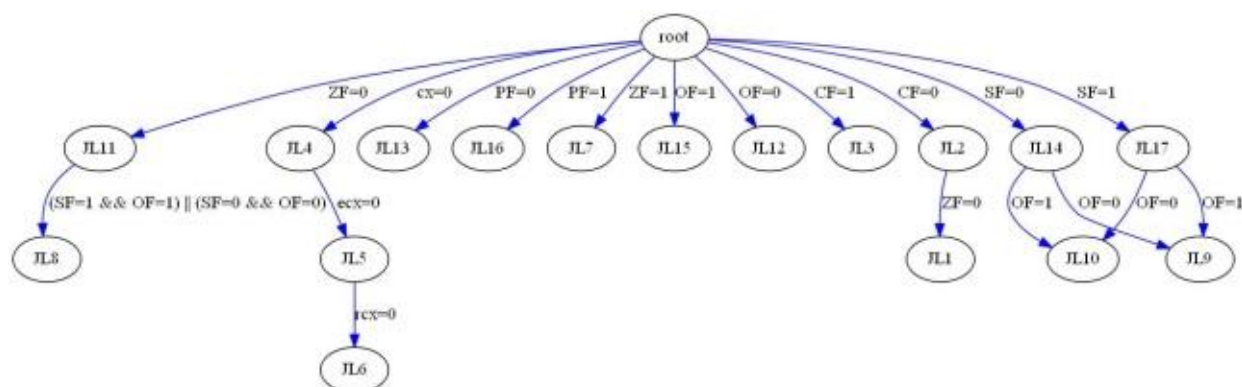 root
ZF=0
cx=0
PF=0
PF=1
ZF=1
OF=1
OF=0
CF=1
CF=0
SF=0
SF=1
JL11
JL4
JL13
JL16
JL7
JL15
JL12
JL3
JL2
JL14
JL17
(SF=1 && OF=1) || (SF=0 && OF=0)
ecx=0
ZF=0
OF=1
OF=0
OF=0
OF=1
JL8
JL5
JL1
JL10
JL9
rcx=0
JL6